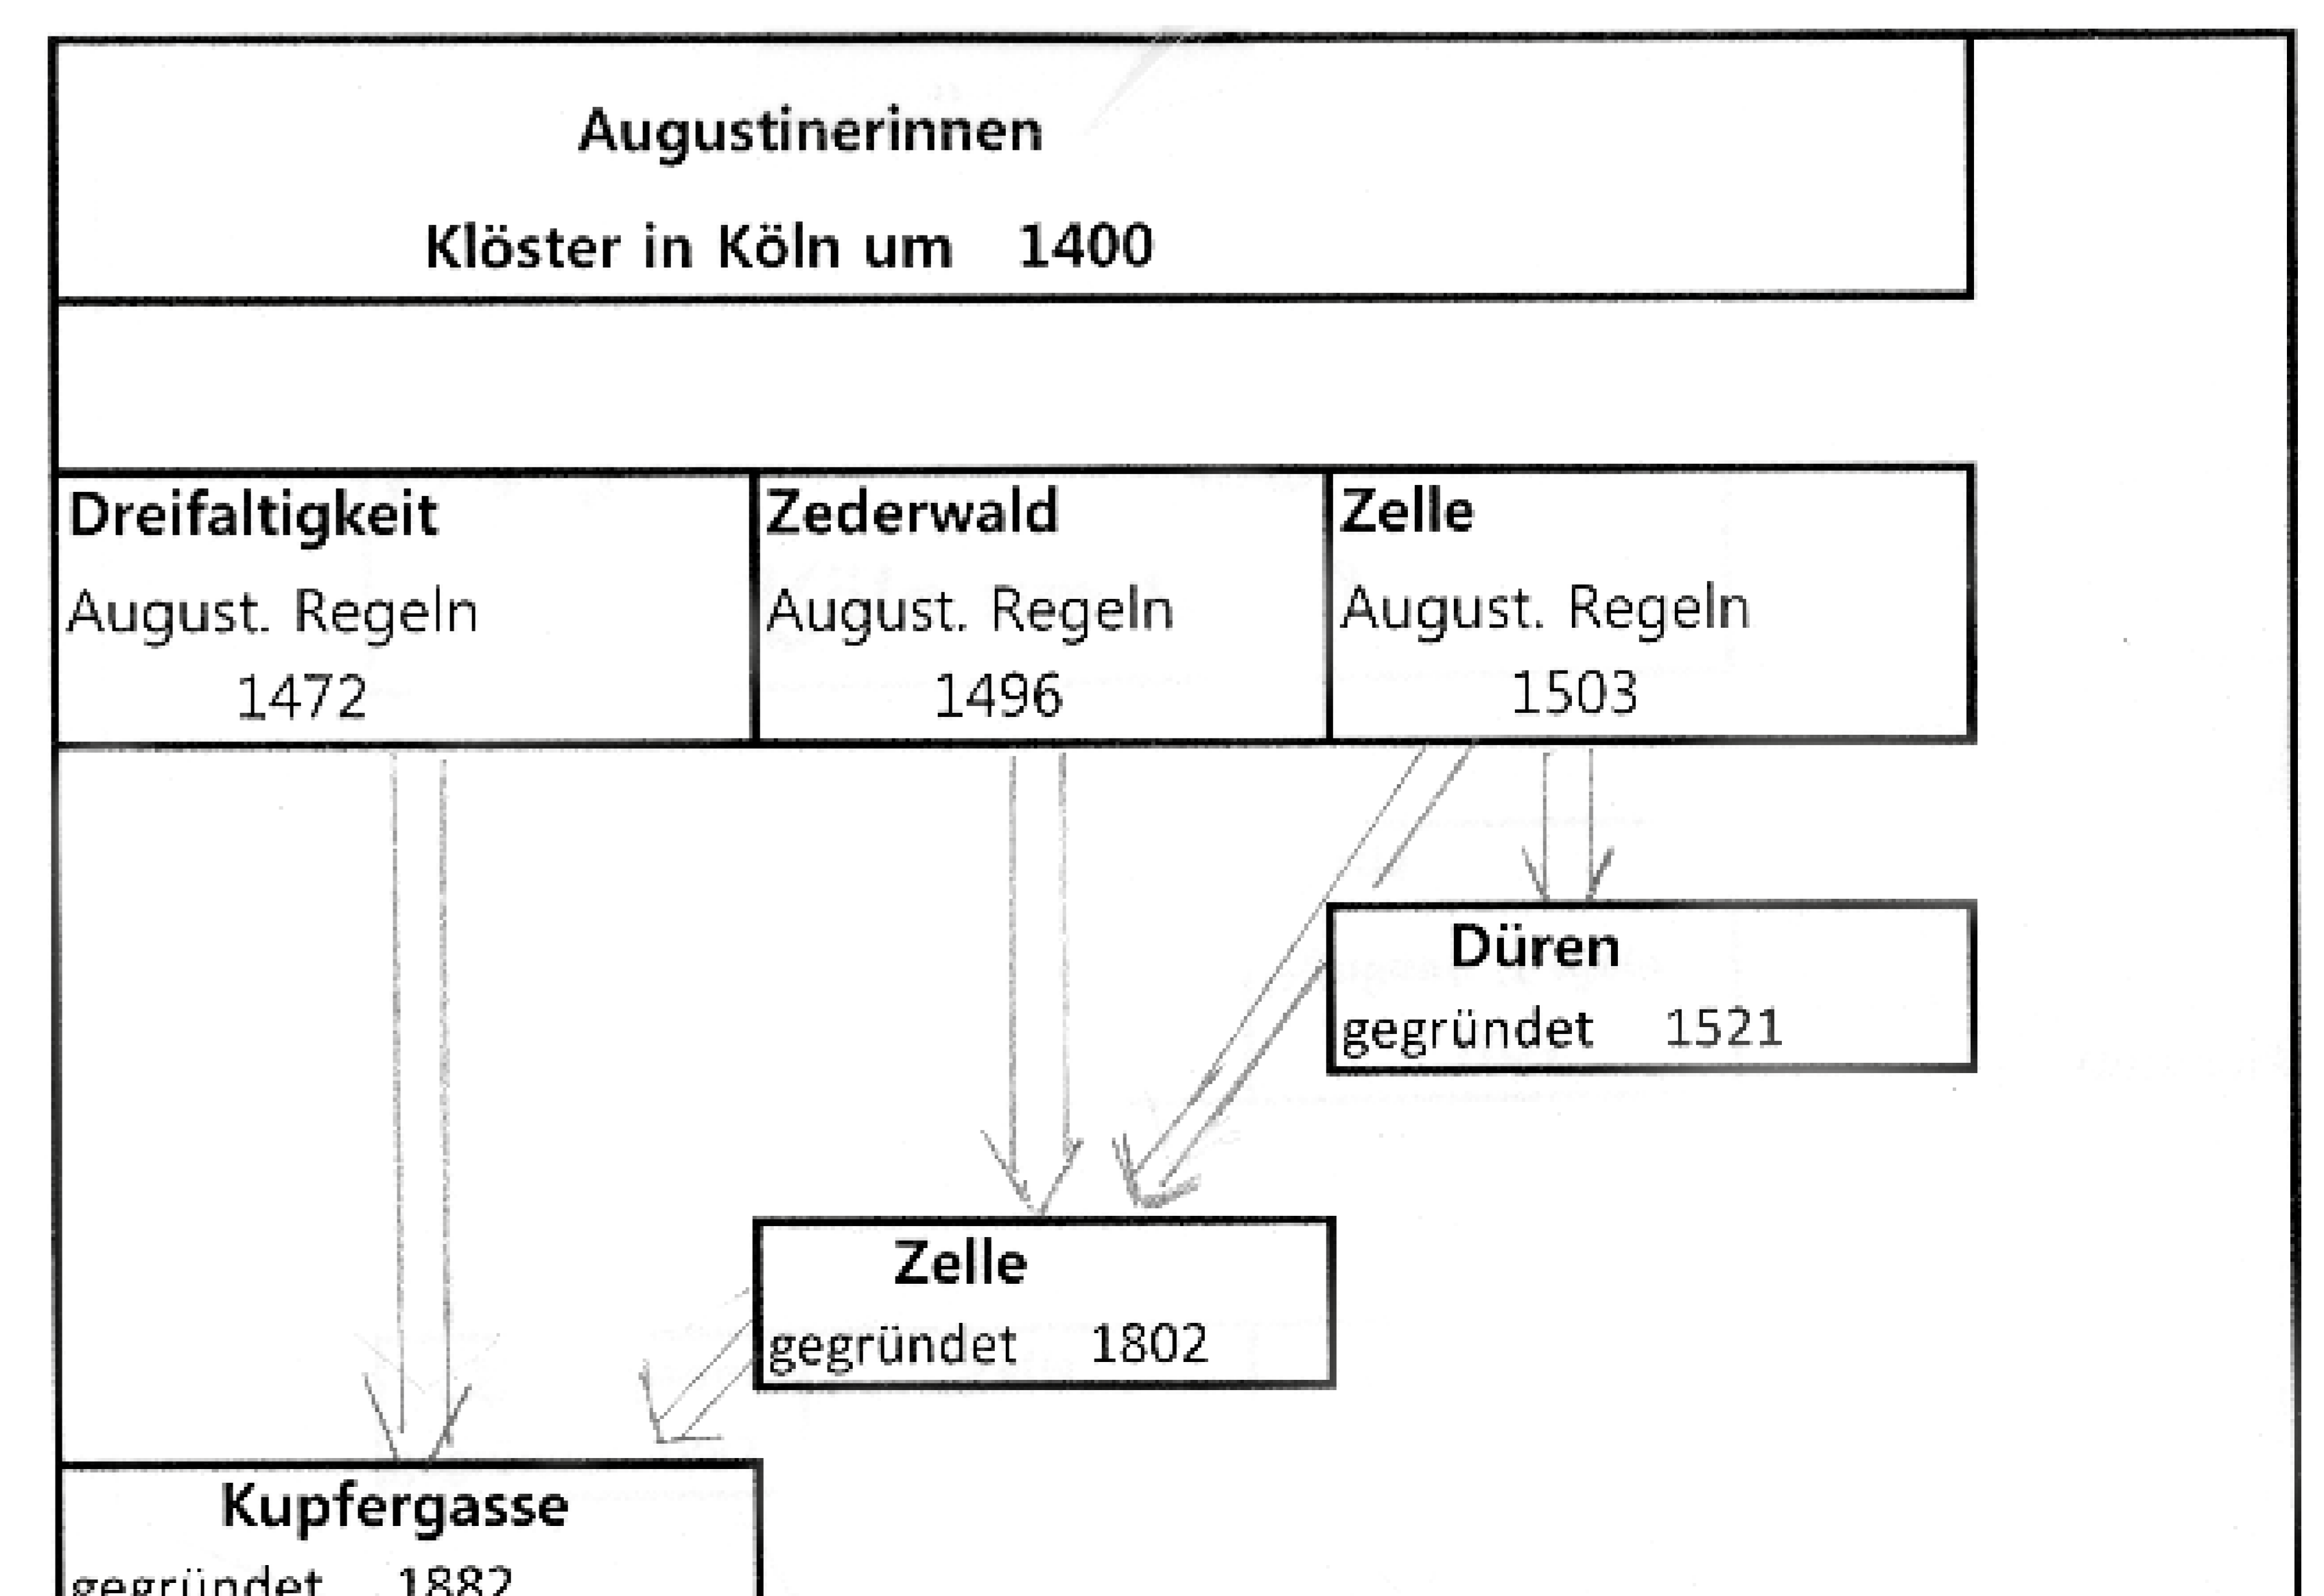 Augustinerinnen
Klöster in Köln um 1400
Dreifaltigkeit
August. Regeln
1472
Zederwald
August. Regeln
1496
Zelle
August. Regeln
1503
Düren
gegründet 1521
Zelle
gegründet 1802
Kupfergasse
gegründet 1882